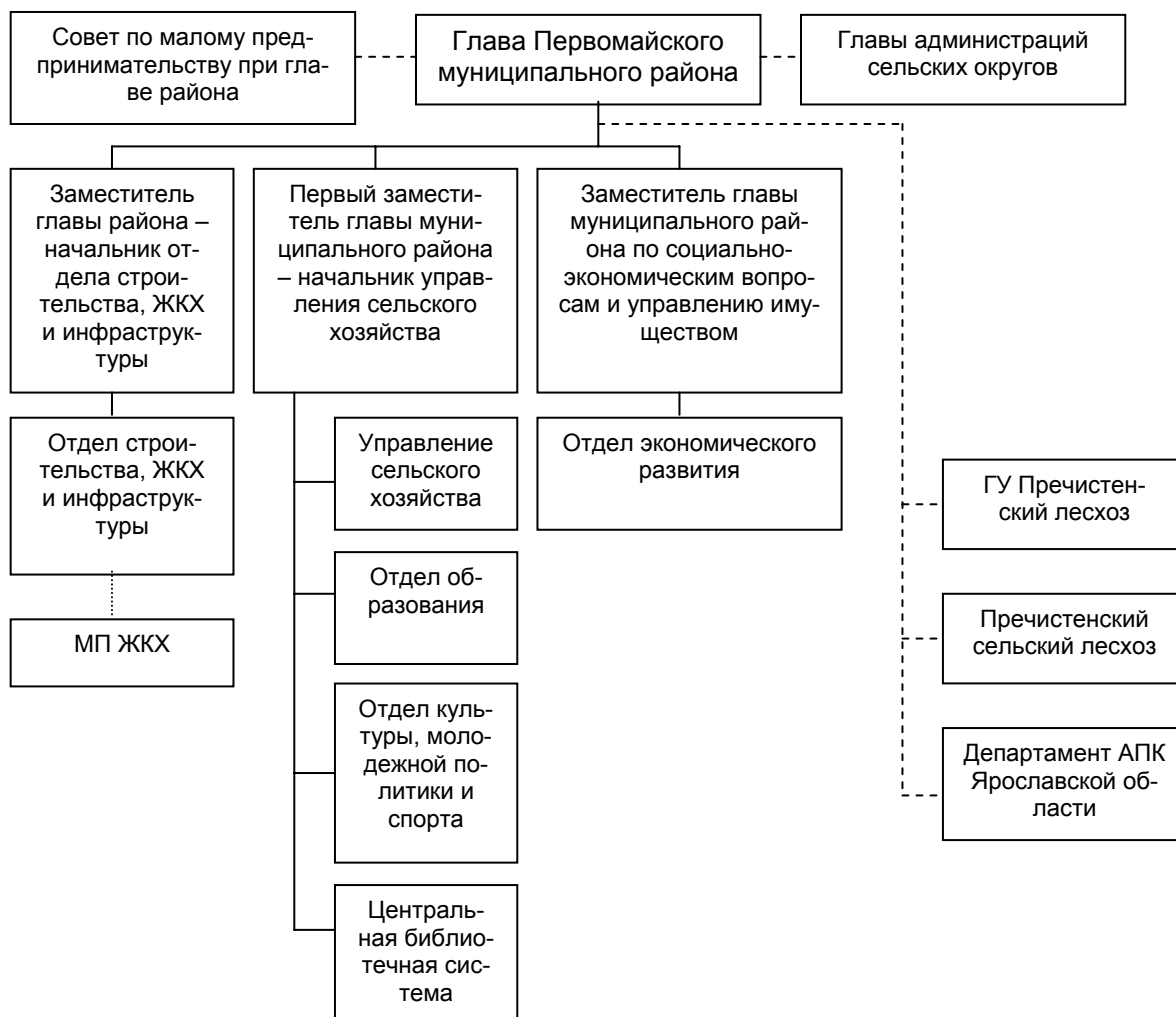 Совет по малому пред-
принимательству при гла-
ве района
Глава Первомайского
муниципального района
Главы администраций
сельских округов
Заместитель
главы района –
начальник от-
дела строи-
тельства, ЖКХ
и инфраструк-
туры
Первый замести-
тель главы муни-
ципального района
– начальник управ-
ления сельского
хозяйства
Заместитель главы
муниципального рай-
она по социально-
экономическим вопро-
сам и управлению иму-
ществом
Отдел строи-
тельства, ЖКХ
и инфраструк-
туры
Управление
сельского
хозяйства
Отдел экономического
развития
ГУ Пречистен-
ский лесхоз
Отдел об-
разования
Пречистенский
сельский лесхоз
МП ЖКХ
Отдел куль-
туры, моло-
дежной по-
литики и
спорта
Департамент АПК
Ярославской об-
ласти
Централь-
ная библио-
течная сис-
тема